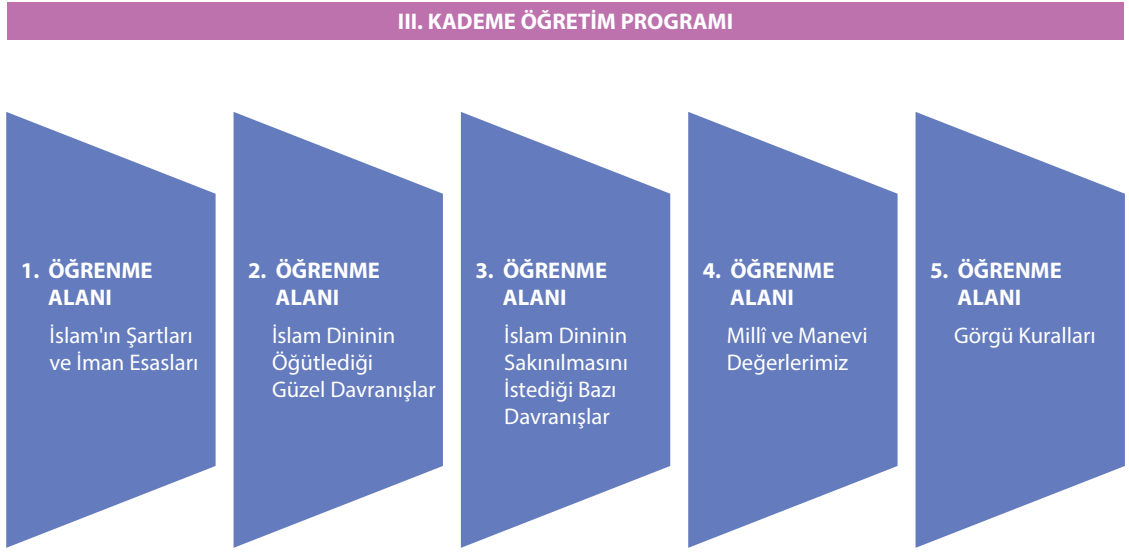 III. KADEME ÖĞRETİM PROGRAMI
1. ÖĞRENME
ALANI
İslam'ın Şartları
ve İman Esasları
2. ÖĞRENME
ALANI
İslam Dininin
Öğütlediği
Güzel Davranışlar
3. ÖĞRENME
ALANI
İslam Dininin
Sakınılmasını
İstediği Bazı
Davranışlar
4. ÖĞRENME
ALANI
Millî ve Manevi
Değerlerimiz
5. ÖĞRENME
ALANI
Görgü Kuralları